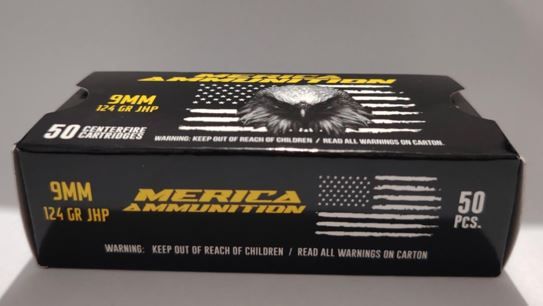 MERICA
AMMUNITION
9MM
124 GR JHP
50 CENTERFIRE
CARTRIDGES
WARNING: KEEP OUT OF REACH OF CHILDREN / READ ALL WARNINGS ON CARTON.
9MM
124 GR JHP
MERICA
AMMUNITION
50
PCS.
WARNING: KEEP OUT OF REACH OF CHILDREN / READ ALL WARNINGS ON CARTON